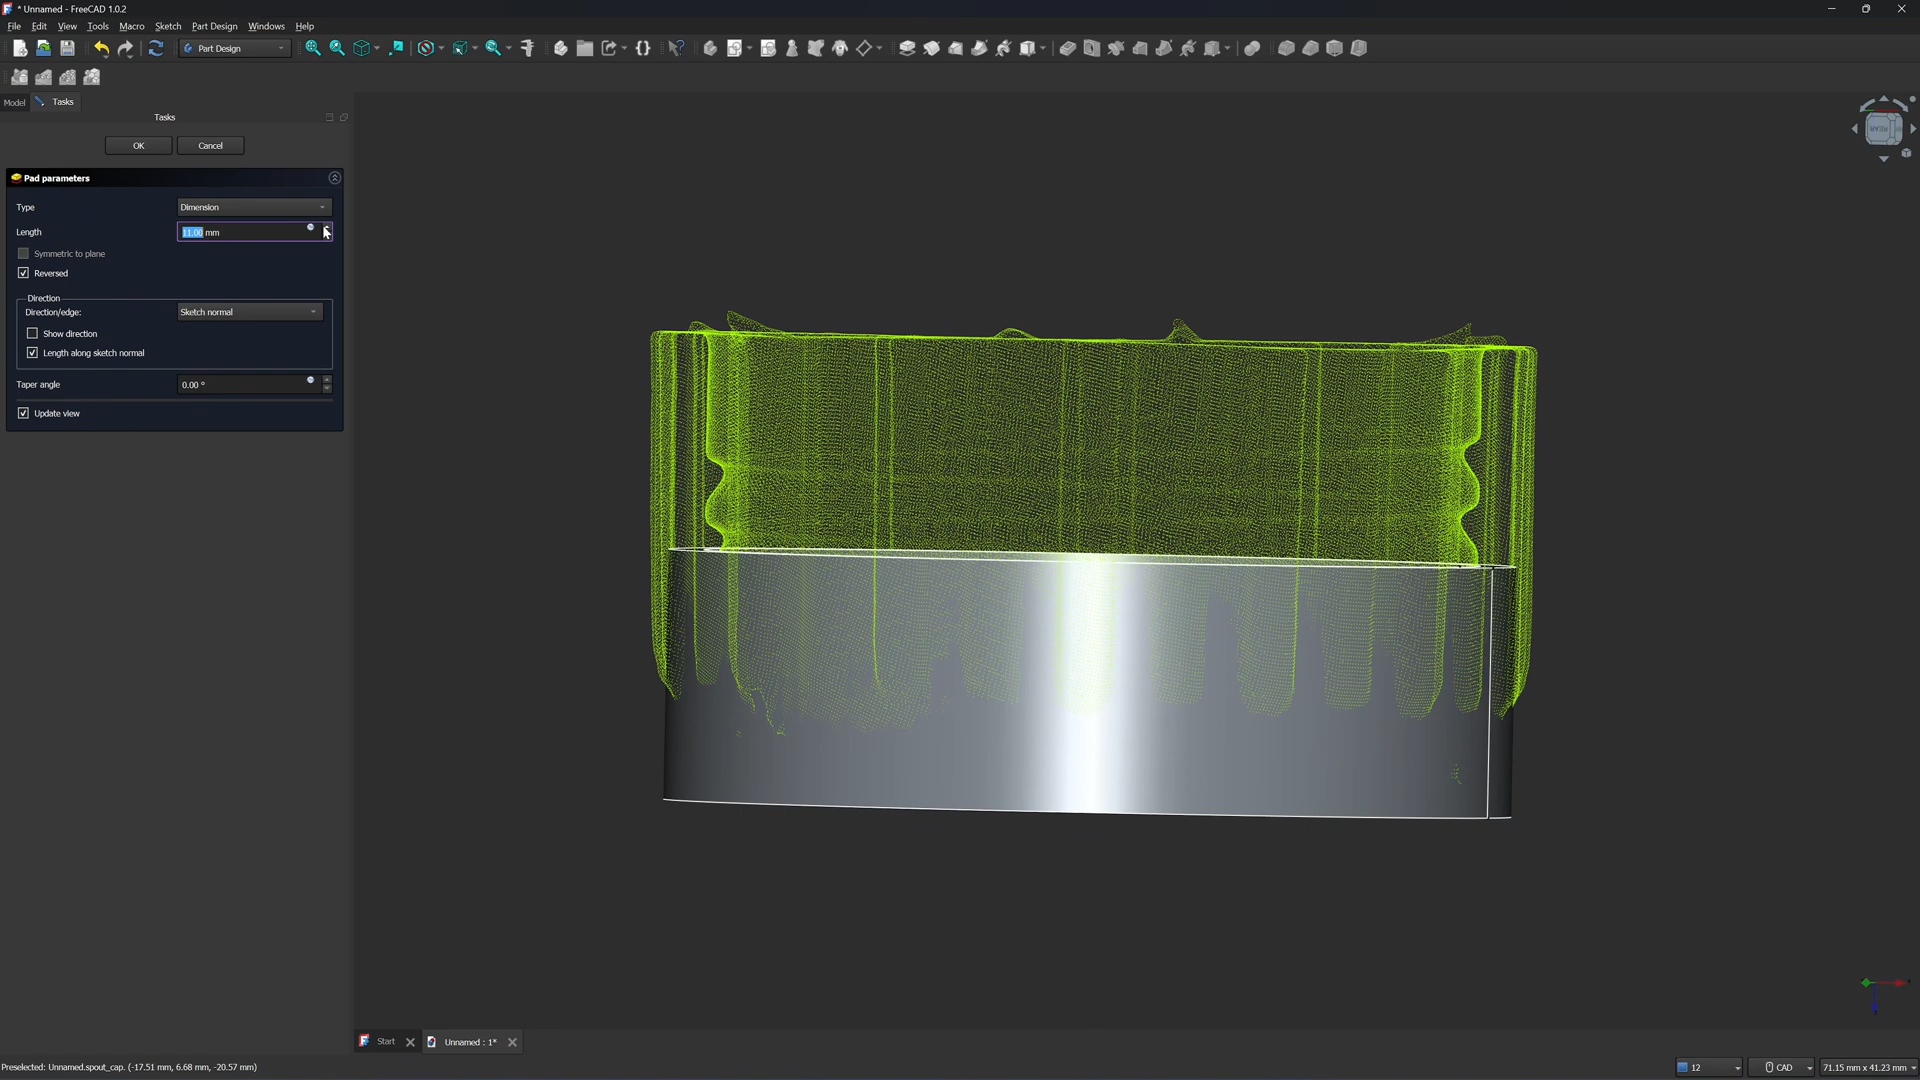 * Unnamed - FreeCAD 1.0.2
File Edit View Tools Macro Sketch Part Design Windows Help
Part Design
Model Tasks
Tasks
OK Cancel
Pad parameters
Type Dimension
Length 11.00 mm
Symmetric to plane
Reversed
Direction
Direction/edge: Sketch normal
Show direction
Length along sketch normal
Taper angle 0.00 °
Update view
REAR
Start Unnamed : 1*
Preselected: Unnamed.spout_cap. (-17.51 mm, 6.68 mm, -20.57 mm)
12 CAD 71.15 mm x 41.23 mm